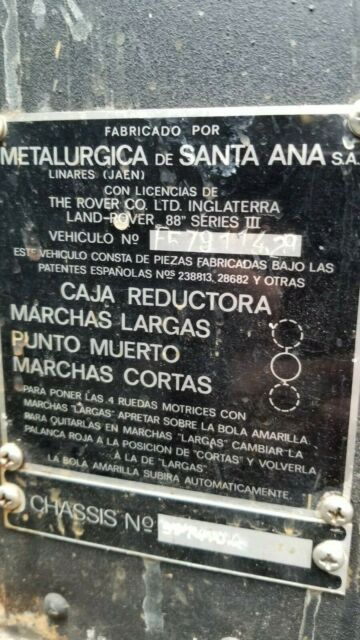 FABRICADO POR
METALURGICA DE SANTA ANA S.A.
LINARES (JAEN)
CON LICENCIAS DE
THE ROVER CO. LTD. INGLATERRA
LAND-ROVER 88" SERIES III
VEHICULO Nº
ESTE VEHICULO CONSTA DE PIEZAS FABRICADAS BAJO LAS
PATENTES ESPAÑOLAS Nºs 238813, 28682 Y OTRAS
CAJA REDUCTORA
MARCHAS LARGAS
PUNTO MUERTO
MARCHAS CORTAS
PARA PONER LAS 4 RUEDAS MOTRICES CON
MARCHAS "LARGAS" APRETAR SOBRE LA BOLA AMARILLA.
PARA QUITARLAS EN MARCHAS "LARGAS" CAMBIAR LA
PALANCA ROJA A LA POSICION DE "CORTAS" Y VOLVERLA
A LA DE "LARGAS".
LA BOLA AMARILLA SUBIRA AUTOMATICAMENTE.
CHASSIS Nº